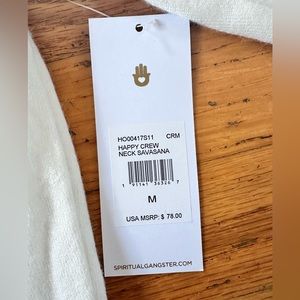 HO00417S11 CRM
HAPPY CREW
NECK SAVASANA
M
USA MSRP: $ 78.00
SPIRITUALGANGSTER.COM